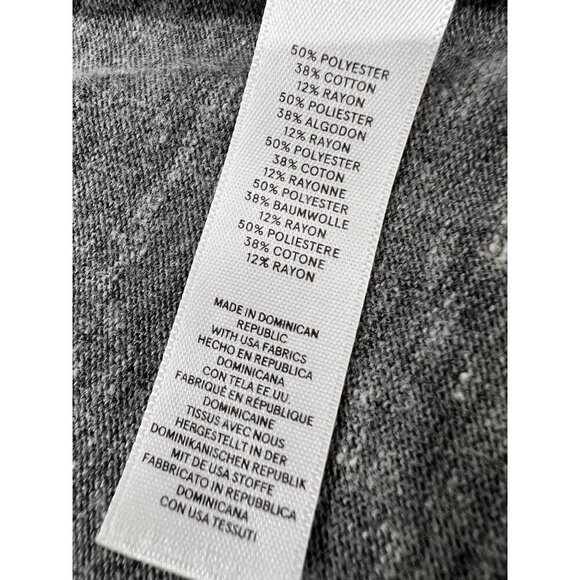 50% POLYESTER
38% COTTON
12% RAYON
50% POLIESTER
38% ALGODON
12% RAYON
50% POLYESTER
38% COTON
12% RAYONNE
50% POLYESTER
38% BAUMWOLLE
12% RAYON
50% POLIESTERE
38% COTONE
12% RAYON
MADE IN DOMINICAN
REPUBLIC
WITH USA FABRICS
HECHO EN REPUBLICA
DOMINICANA
CON TELA EE.UU.
FABRIQUÉ EN RÉPUBLIQUE
DOMINICAINE
TISSUS AVEC NOUS
HERGESTELLT IN DER
DOMINIKANISCHEN REPUBLIK
MIT DE USA STOFFE
FABBRICATO IN REPUBBLICA
DOMINICANA
CON USA TESSUTI